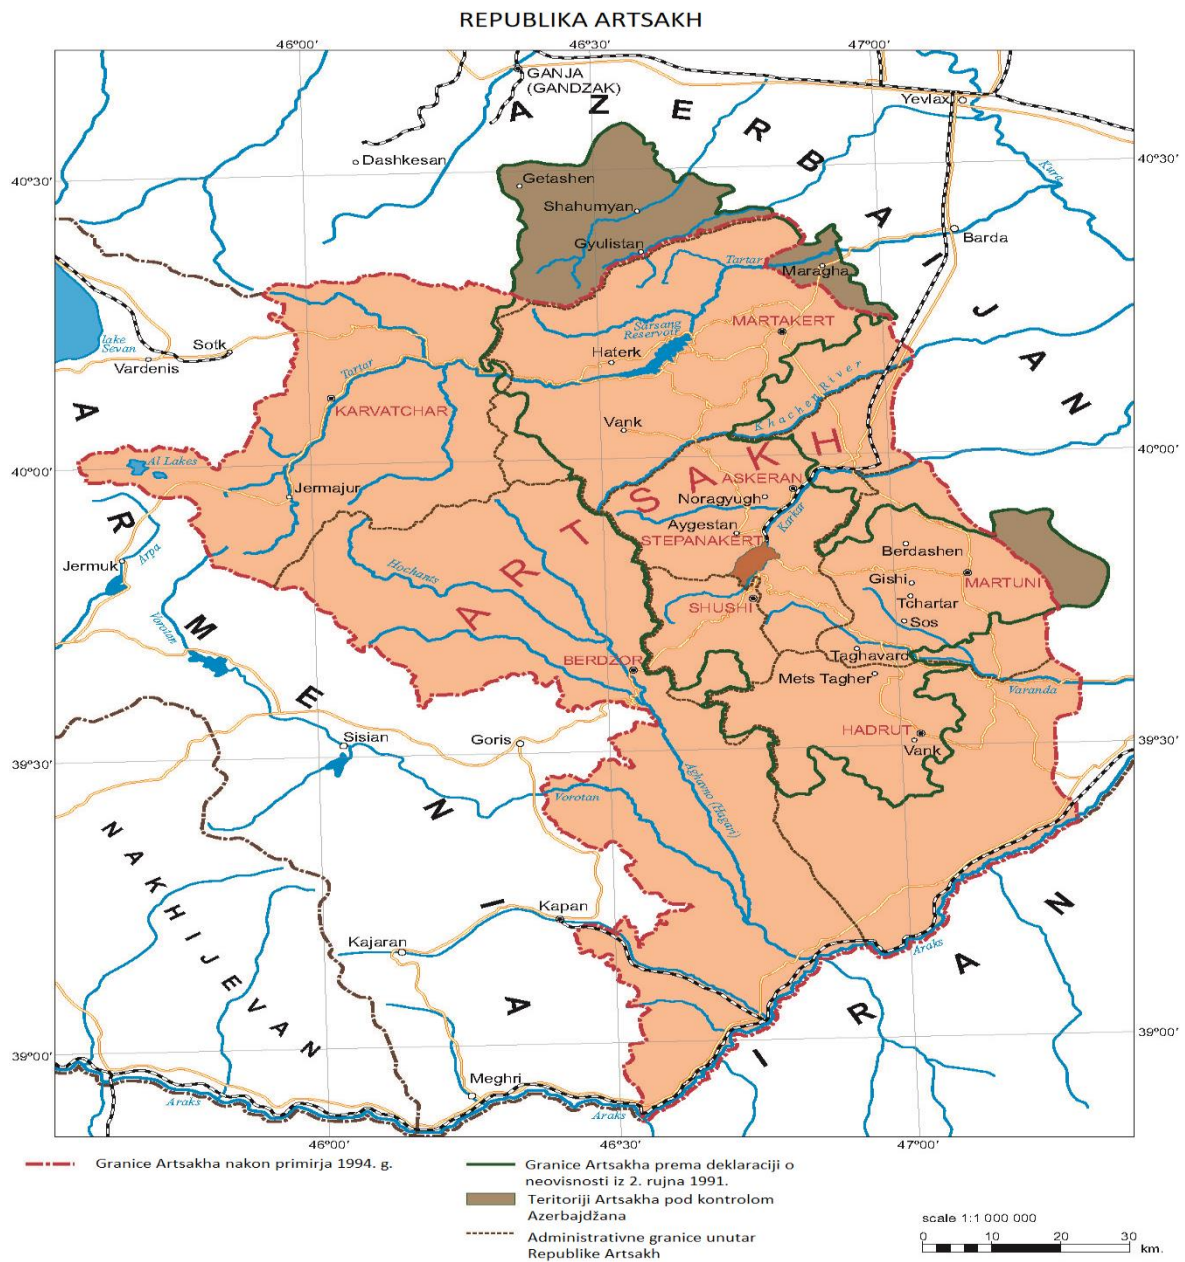 REPUBLIKA ARTSAKH
46°00' 46°30' 47°00'
GANJA
(GANDZAK)
Yevlax
AZERBAIJAN
Dashkesan
40°30' 40°30'
Getashen
Kura
Shahumyan
Gyulistan
Barda
Tartar
Maragha
Sarsang
Reservoir
MARTAKERT
lake
Sevan
Sotk
Vardenis
Haterk
Tartar
KARVATCHAR
Khachen River
Vank
ARTSAKH
40°00' 40°00'
Al Lakes
ASKERAN
Jermajur
Noragyugh
Karkar
Aygestan
STEPANAKERT
Berdashen
Arpa
Jermuk
Hochants
Gishi
MARTUNI
Tchartar
SHUSHI
Sos
Vorotan
Taghavard
BERDZOR
Mets Tagher
Varanda
ARMENIA
HADRUT
Vank
Sisian
Goris
39°30' 39°30'
Aghavno (Hagari)
Vorotan
NAKHIJEVAN
Kapan
Kajaran
Araks
IRAN
39°00' 39°00'
Meghri
Araks
Araks
46°00' 46°30' 47°00'
Granice Artsakha nakon primirja 1994. g.
Granice Artsakha prema deklaraciji o
neovisnosti iz 2. rujna 1991.
Teritoriji Artsakha pod kontrolom
Azerbajdžana
Administrativne granice unutar
Republike Artsakh
scale 1:1 000 000
0 10 20 30
km.